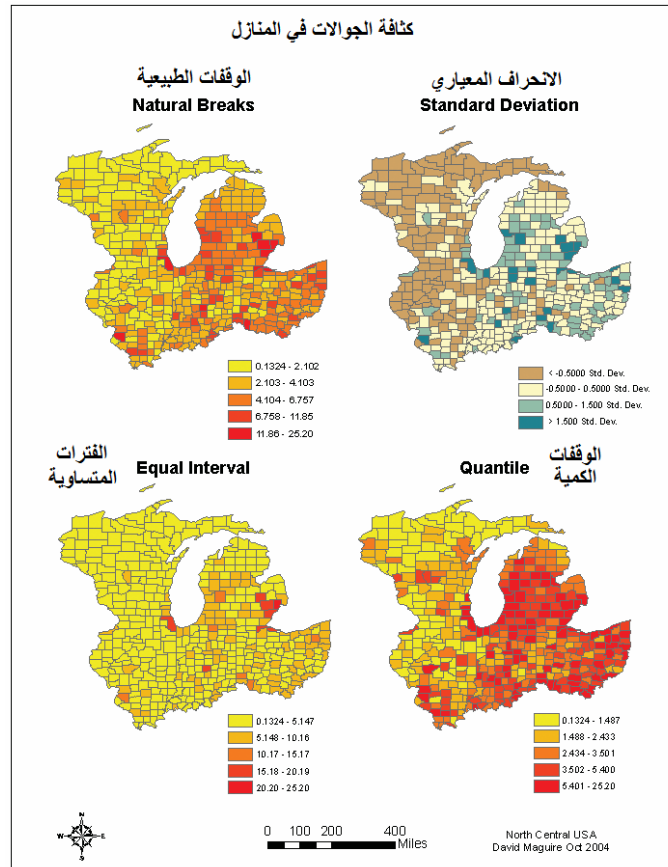 كثافة الجوالات في المنازل
الوقفات الطبيعية
Natural Breaks
0.1324 - 2.102
2.103 - 4.103
4.104 - 6.757
6.758 - 11.85
11.86 - 25.20
الانحراف المعياري
Standard Deviation
< -0.5000 Std. Dev.
-0.5000 - 0.5000 Std. Dev.
0.5000 - 1.500 Std. Dev.
> 1.500 Std. Dev.
الفترات
المتساوية
Equal Interval
0.1324 - 5.147
5.148 - 10.16
10.17 - 15.17
15.18 - 20.19
20.20 - 25.20
الوقفات
الكمية
Quantile
0.1324 - 1.487
1.488 - 2.433
2.434 - 3.501
3.502 - 5.400
5.401 - 25.20
N
W E
S
0 100 200 400
Miles
North Central USA
David Maguire Oct 2004